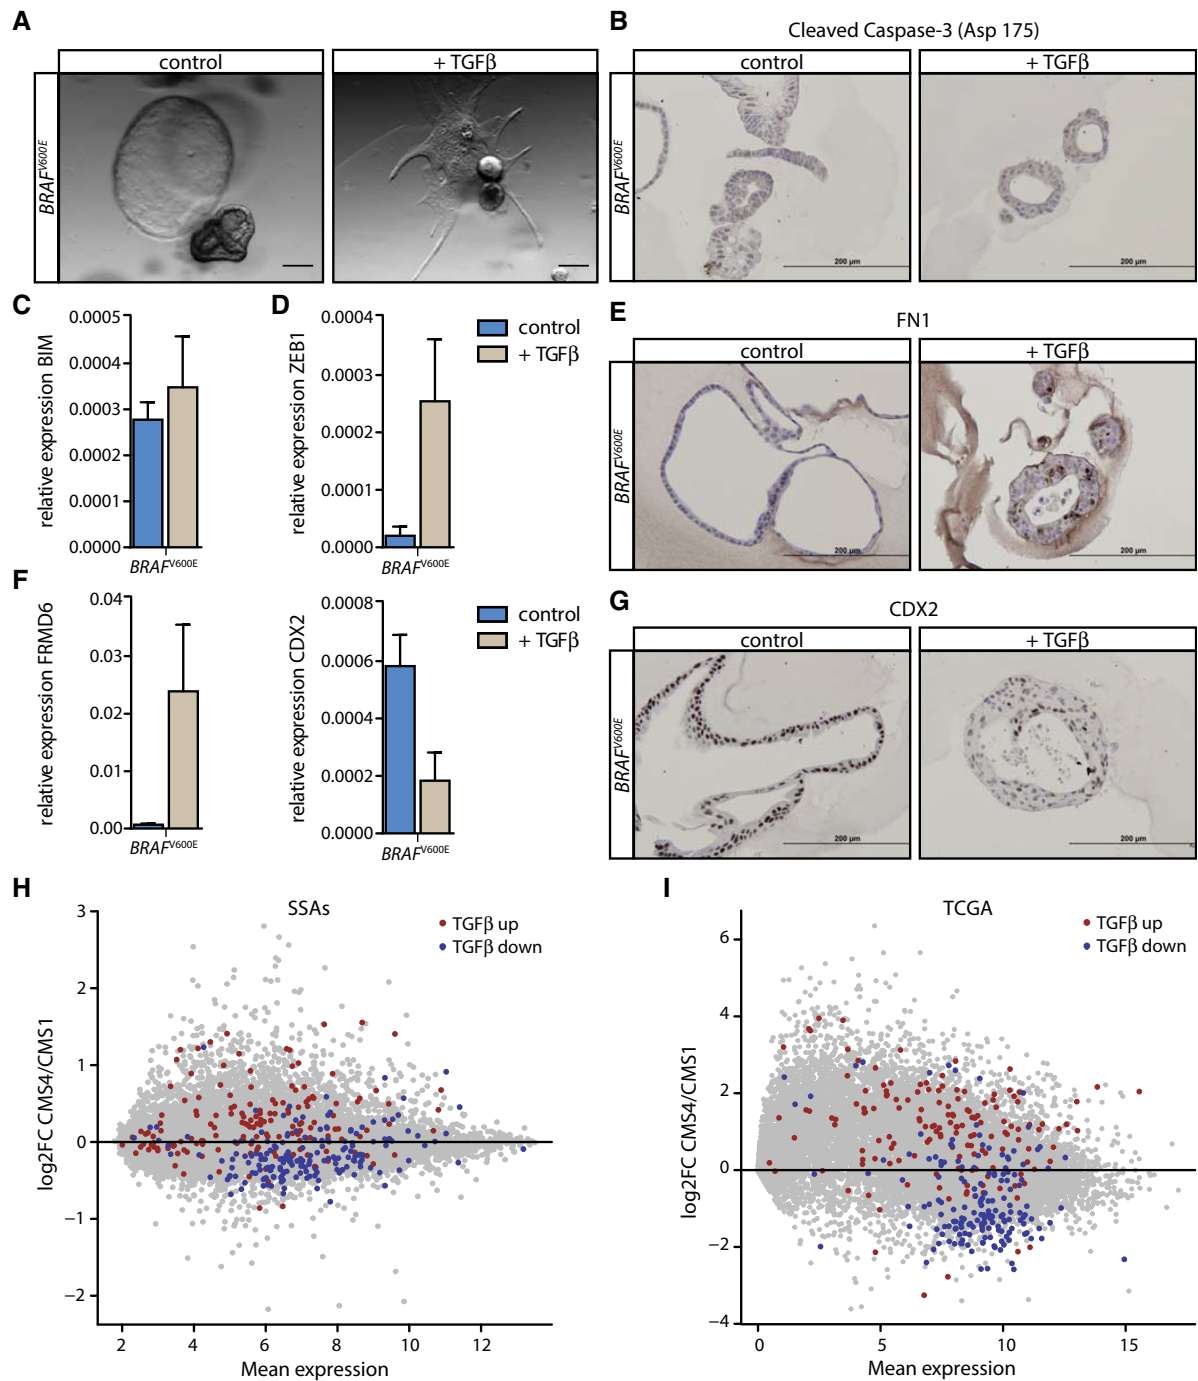 A
control
+ TGFβ
BRAFV600E
B
Cleaved Caspase-3 (Asp 175)
control
+ TGFβ
BRAFV600E
200 µm
200 µm
C
relative expression BIM
0.0005
0.0004
0.0003
0.0002
0.0001
0.0000
BRAFV600E
D
relative expression ZEB1
0.0004
0.0003
0.0002
0.0001
0.0000
BRAFV600E
control
+ TGFβ
E
FN1
control
+ TGFβ
BRAFV600E
200 µm
200 µm
F
relative expression FRMD6
0.04
0.03
0.02
0.01
0.00
BRAFV600E
relative expression CDX2
0.0008
0.0006
0.0004
0.0002
0.0000
BRAFV600E
control
+ TGFβ
G
CDX2
control
+ TGFβ
BRAFV600E
200 µm
200 µm
H
SSAs
TGFβ up
TGFβ down
log2FC CMS4/CMS1
3
2
1
0
−1
−2
2 4 6 8 10 12
Mean expression
I
TCGA
TGFβ up
TGFβ down
log2FC CMS4/CMS1
6
4
2
0
−2
−4
0 5 10 15
Mean expression